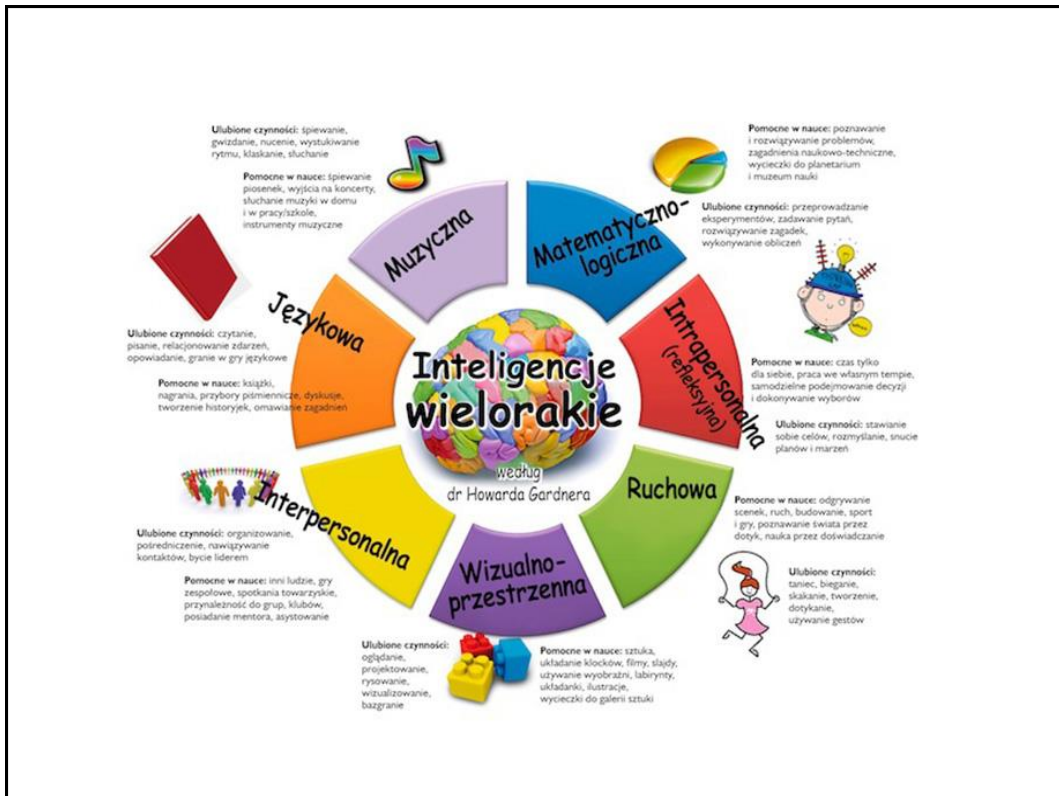 Ulubione czynności: śpiewanie,
gwizdanie, nucenie, wystukiwanie
rytmu, klaskanie, słuchanie
Pomocne w nauce: śpiewanie
piosenek, wyjścia na koncerty,
słuchanie muzyki w domu
i w pracy/szkole,
instrumenty muzyczne
Muzyczna
Pomocne w nauce: poznawanie
i rozwiązywanie problemów,
zagadnienia naukowo-techniczne,
wycieczki do planetarium
i muzeum nauki
Ulubione czynności: przeprowadzanie
eksperymentów, zadawanie pytań,
rozwiązywanie zagadek,
wykonywanie obliczeń
Matematyczno-
logiczna
Językowa
Ulubione czynności: czytanie,
pisanie, relacjonowanie zdarzeń,
opowiadanie, granie w gry językowe
Pomocne w nauce: książki,
nagrania, przybory piśmiennicze, dyskusje,
tworzenie historyjek, omawianie zagadnień
Inteligencje
wielorakie
według
dr Howarda Gardnera
Intrapersonalna
(refleksyjna)
Pomocne w nauce: czas tylko
dla siebie, praca we własnym tempie,
samodzielne podejmowanie decyzji
i dokonywanie wyborów
Ulubione czynności: stawianie
sobie celów, rozmyślanie, snucie
planów i marzeń
Interpersonalna
Ulubione czynności: organizowanie,
pośredniczenie, nawiązywanie
kontaktów, bycie liderem
Pomocne w nauce: inni ludzie, gry
zespołowe, spotkania towarzyskie,
przynależność do grup, klubów,
posiadanie mentora, asystowanie
Ruchowa
Pomocne w nauce: odgrywanie
scenek, ruch, budowanie, sport
i gry, poznawanie świata przez
dotyk, nauka przez doświadczanie
Ulubione czynności:
taniec, bieganie,
skakanie, tworzenie,
dotykanie,
używanie gestów
Wizualno-
przestrzenna
Ulubione czynności:
oglądanie,
projektowanie,
rysowanie,
wizualizowanie,
bazgranie
Pomocne w nauce: sztuka,
układanie klocków, filmy, slajdy,
używanie wyobraźni, labirynty,
układanki, ilustracje,
wycieczki do galerii sztuki